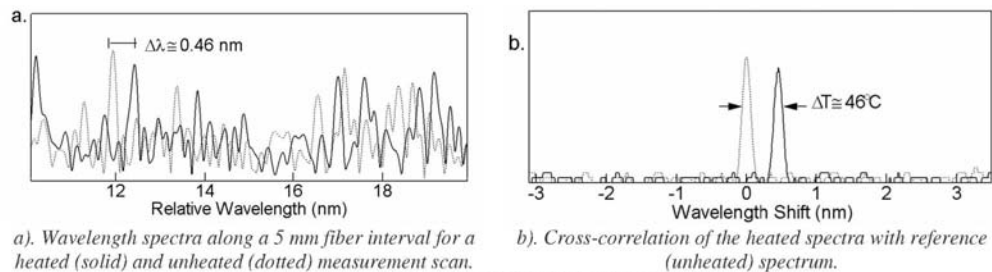 a.
Δλ≅0.46 nm
12 14 16 18
Relative Wavelength (nm)
a). Wavelength spectra along a 5 mm fiber interval for a
heated (solid) and unheated (dotted) measurement scan.
b.
ΔT≅46°C
-3 -2 -1 0 1 2 3
Wavelength Shift (nm)
b). Cross-correlation of the heated spectra with reference
(unheated) spectrum.